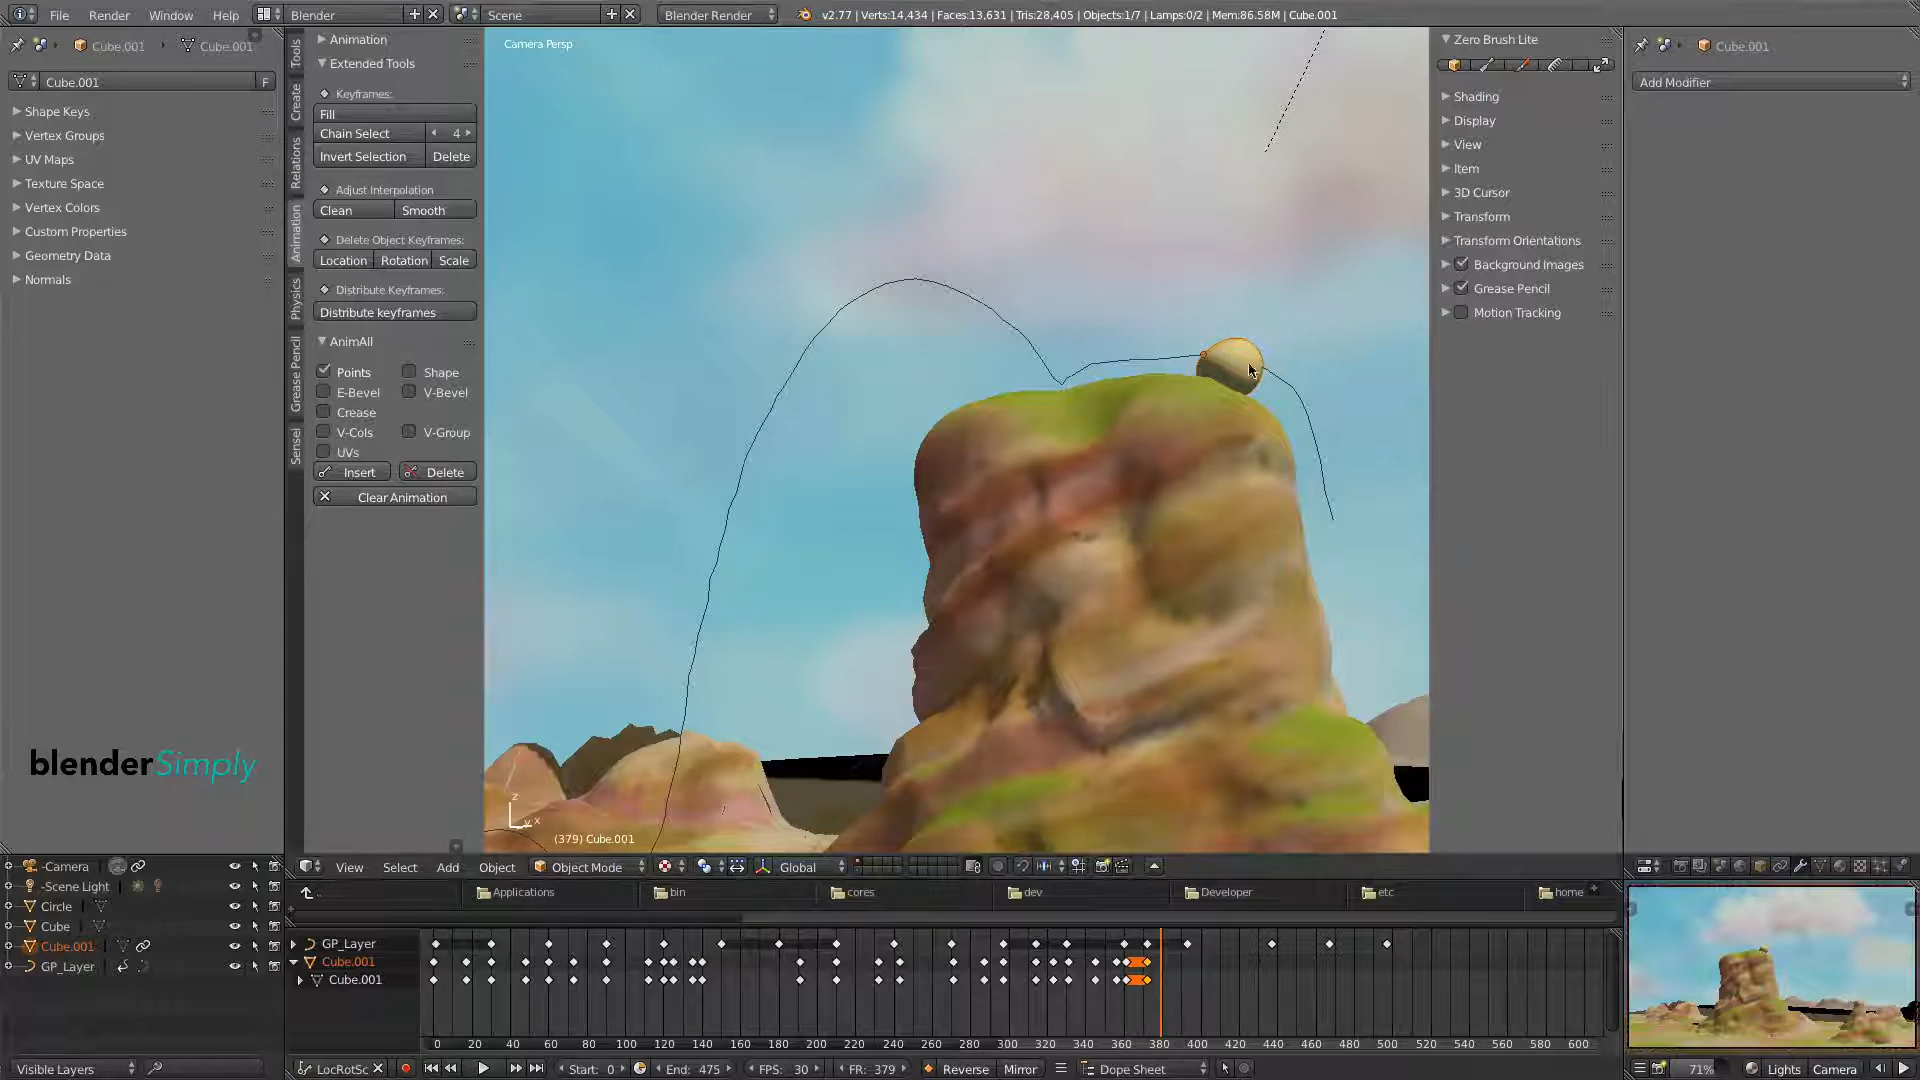 File Render Window Help Blender Scene Blender Render v2.77 | Verts:14,434 | Faces:13,631 | Tris:28,405 | Objects:1/7 | Lamps:0/2 | Mem:86.58M | Cube.001
Cube.001 Cube.001
Cube.001 F
Shape Keys
Vertex Groups
UV Maps
Texture Space
Vertex Colors
Custom Properties
Geometry Data
Normals
blenderSimply
Tools
Create
Relations
Animation
Physics
Grease Pencil
Sensei
Animation
Extended Tools
Keyframes:
Fill
Chain Select 4
Invert Selection Delete
Adjust Interpolation
Clean Smooth
Delete Object Keyframes:
Location Rotation Scale
Distribute Keyframes:
Distribute keyframes
AnimAll
Points Shape
E-Bevel V-Bevel
Crease
V-Cols V-Group
UVs
Insert Delete
Clear Animation
Camera Persp
z
y x
(379) Cube.001
Zero Brush Lite
Shading
Display
View
Item
3D Cursor
Transform
Transform Orientations
Background Images
Grease Pencil
Motion Tracking
Cube.001
Add Modifier
View Select Add Object Object Mode Global
.. Applications bin cores dev Developer etc home
-Camera
-Scene Light
Circle
Cube
Cube.001
GP_Layer
GP_Layer
Cube.001
Cube.001
0 20 40 60 80 100 120 140 160 180 200 220 240 260 280 300 320 340 360 380 400 420 440 460 480 500 520 540 560 580 600
Visible Layers LocRotSc Start: 0 End: 475 FPS: 30 FR: 379 Reverse Mirror Dope Sheet 71% Lights Camera